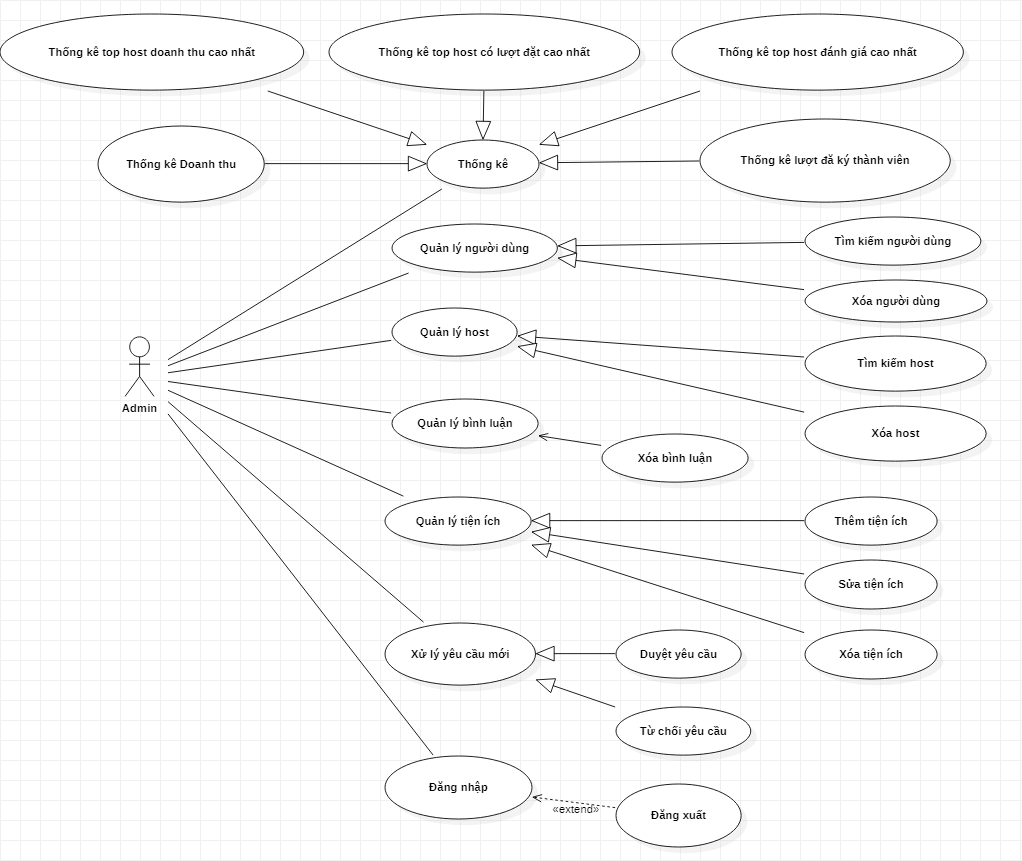 Thống kê top host doanh thu cao nhất
Thống kê top host có lượt đặt cao nhất
Thống kê top host đánh giá cao nhất
Thống kê Doanh thu
Thống kê
Thống kê lượt đã ký thành viên
Quản lý người dùng
Tìm kiếm người dùng
Xóa người dùng
Quản lý host
Tìm kiếm host
Admin
Quản lý bình luận
Xóa host
Xóa bình luận
Quản lý tiện ích
Thêm tiện ích
Sửa tiện ích
Xử lý yêu cầu mới
Duyệt yêu cầu
Xóa tiện ích
Từ chối yêu cầu
Đăng nhập
«extend»
Đăng xuất